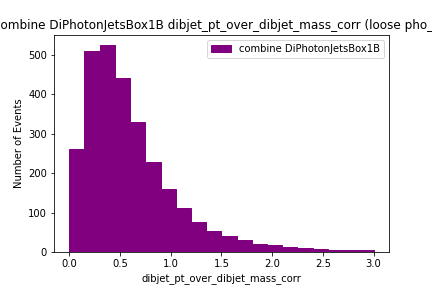 combine DiPhotonJetsBox1B dibjet_pt_over_dibjet_mass_corr (loose pho_
combine DiPhotonJetsBox1B
Number of Events
500
400
300
200
100
0
0.0 0.5 1.0 1.5 2.0 2.5 3.0
dibjet_pt_over_dibjet_mass_corr